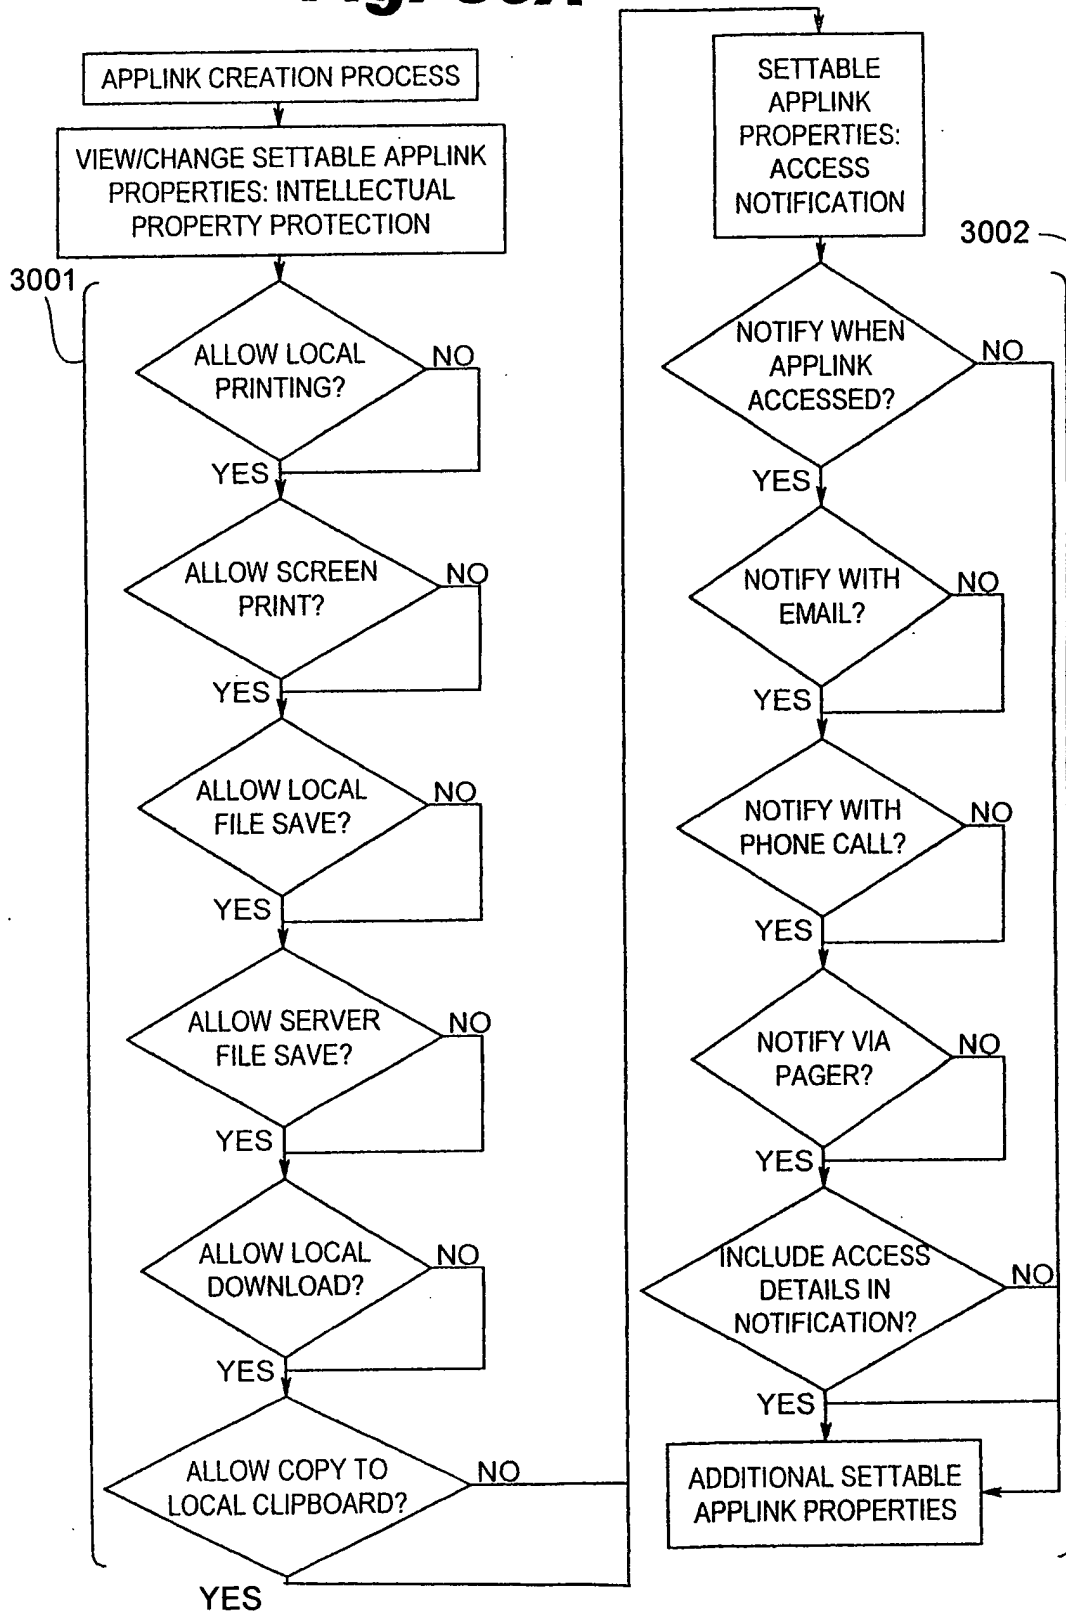 APPLINK CREATION PROCESS
VIEW/CHANGE SETTABLE APPLINK
PROPERTIES: INTELLECTUAL
PROPERTY PROTECTION
3001
ALLOW LOCAL
PRINTING?
NO
YES
ALLOW SCREEN
PRINT?
NO
YES
ALLOW LOCAL
FILE SAVE?
NO
YES
ALLOW SERVER
FILE SAVE?
NO
YES
ALLOW LOCAL
DOWNLOAD?
NO
YES
ALLOW COPY TO
LOCAL CLIPBOARD?
NO
YES
SETTABLE
APPLINK
PROPERTIES:
ACCESS
NOTIFICATION
3002
NOTIFY WHEN
APPLINK
ACCESSED?
NO
YES
NOTIFY WITH
EMAIL?
NO
YES
NOTIFY WITH
PHONE CALL?
NO
YES
NOTIFY VIA
PAGER?
NO
YES
INCLUDE ACCESS
DETAILS IN
NOTIFICATION?
NO
YES
ADDITIONAL SETTABLE
APPLINK PROPERTIES